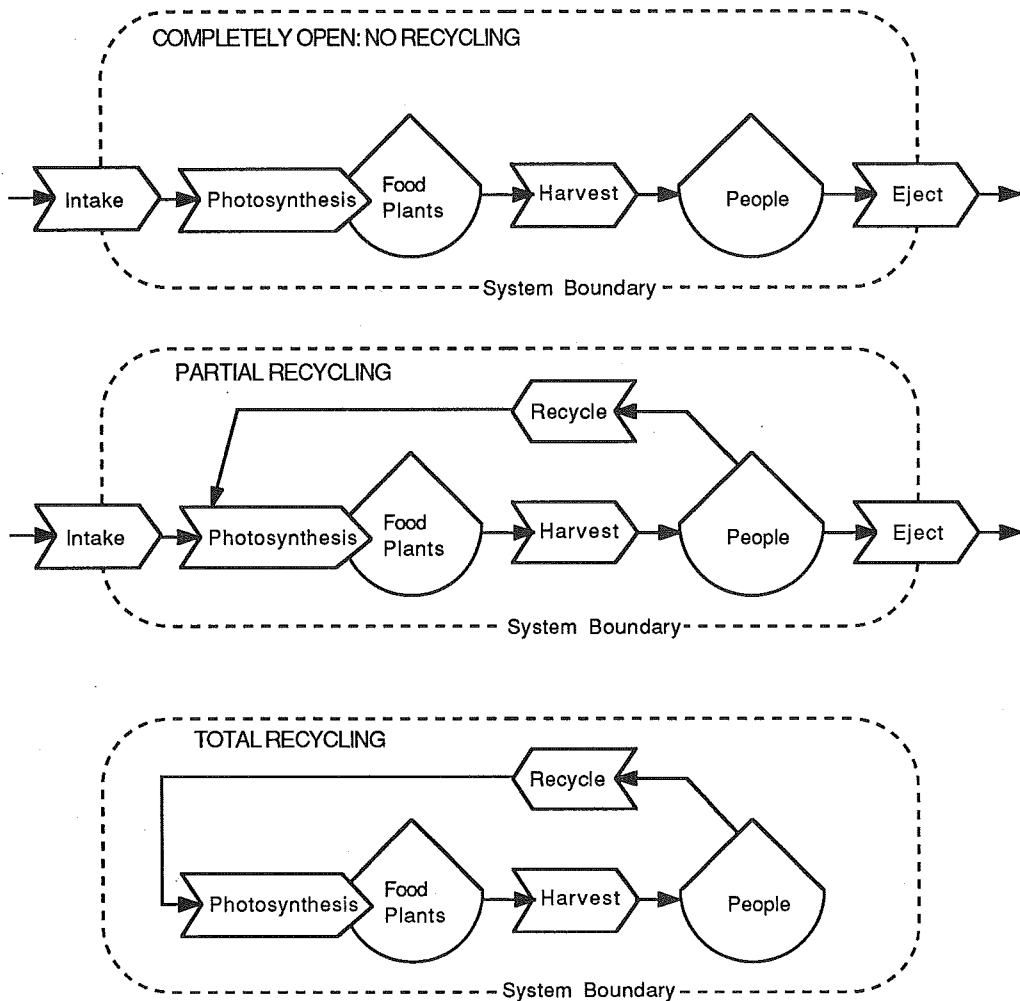 COMPLETELY OPEN: NO RECYCLING
Intake
Photosynthesis
Food
Plants
Harvest
People
Eject
System Boundary
PARTIAL RECYCLING
Recycle
Intake
Photosynthesis
Food
Plants
Harvest
People
Eject
System Boundary
TOTAL RECYCLING
Recycle
Photosynthesis
Food
Plants
Harvest
People
System Boundary